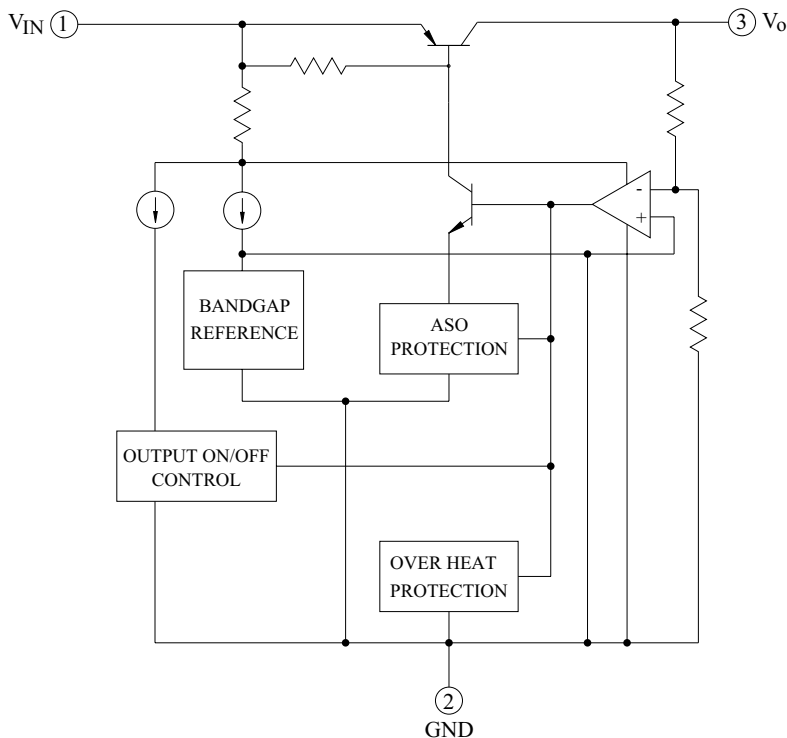 VIN 1
3 Vo
-
+
BANDGAP
REFERENCE
ASO
PROTECTION
OUTPUT ON/OFF
CONTROL
OVER HEAT
PROTECTION
2
GND